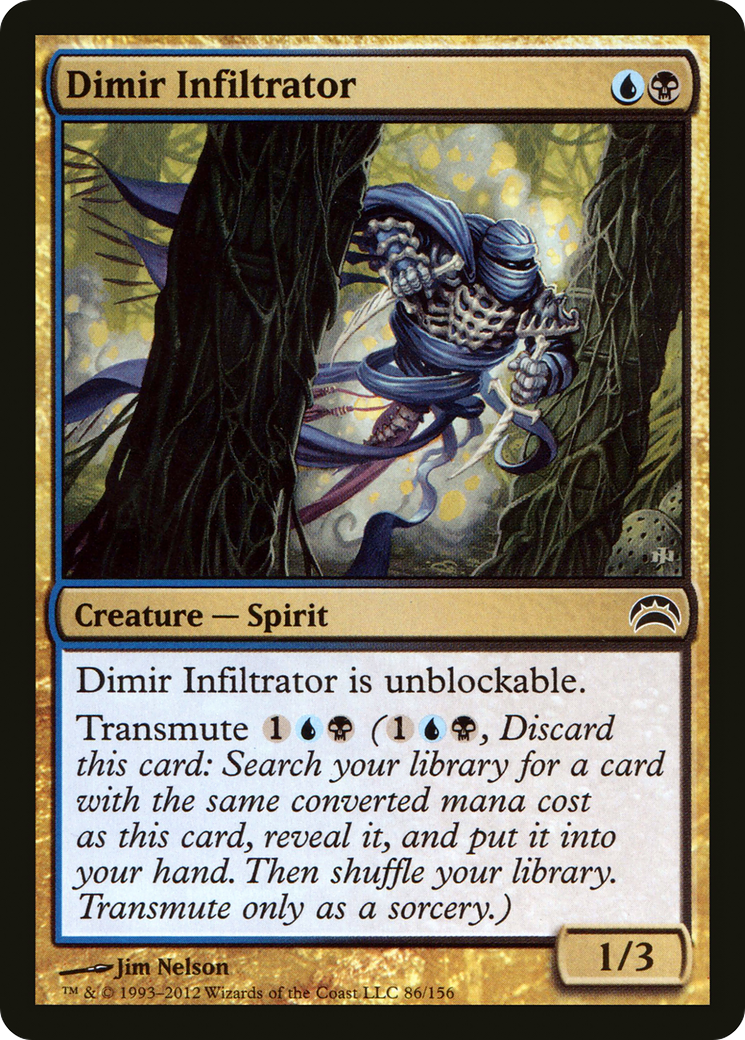 Dimir Infiltrator
Creature — Spirit
Dimir Infiltrator is unblockable.
Transmute 1 (1, Discard
this card: Search your library for a card
with the same converted mana cost
as this card, reveal it, and put it into
your hand. Then shuffle your library.
Transmute only as a sorcery.)
1/3
Jim Nelson
™ & © 1993–2012 Wizards of the Coast LLC 86/156